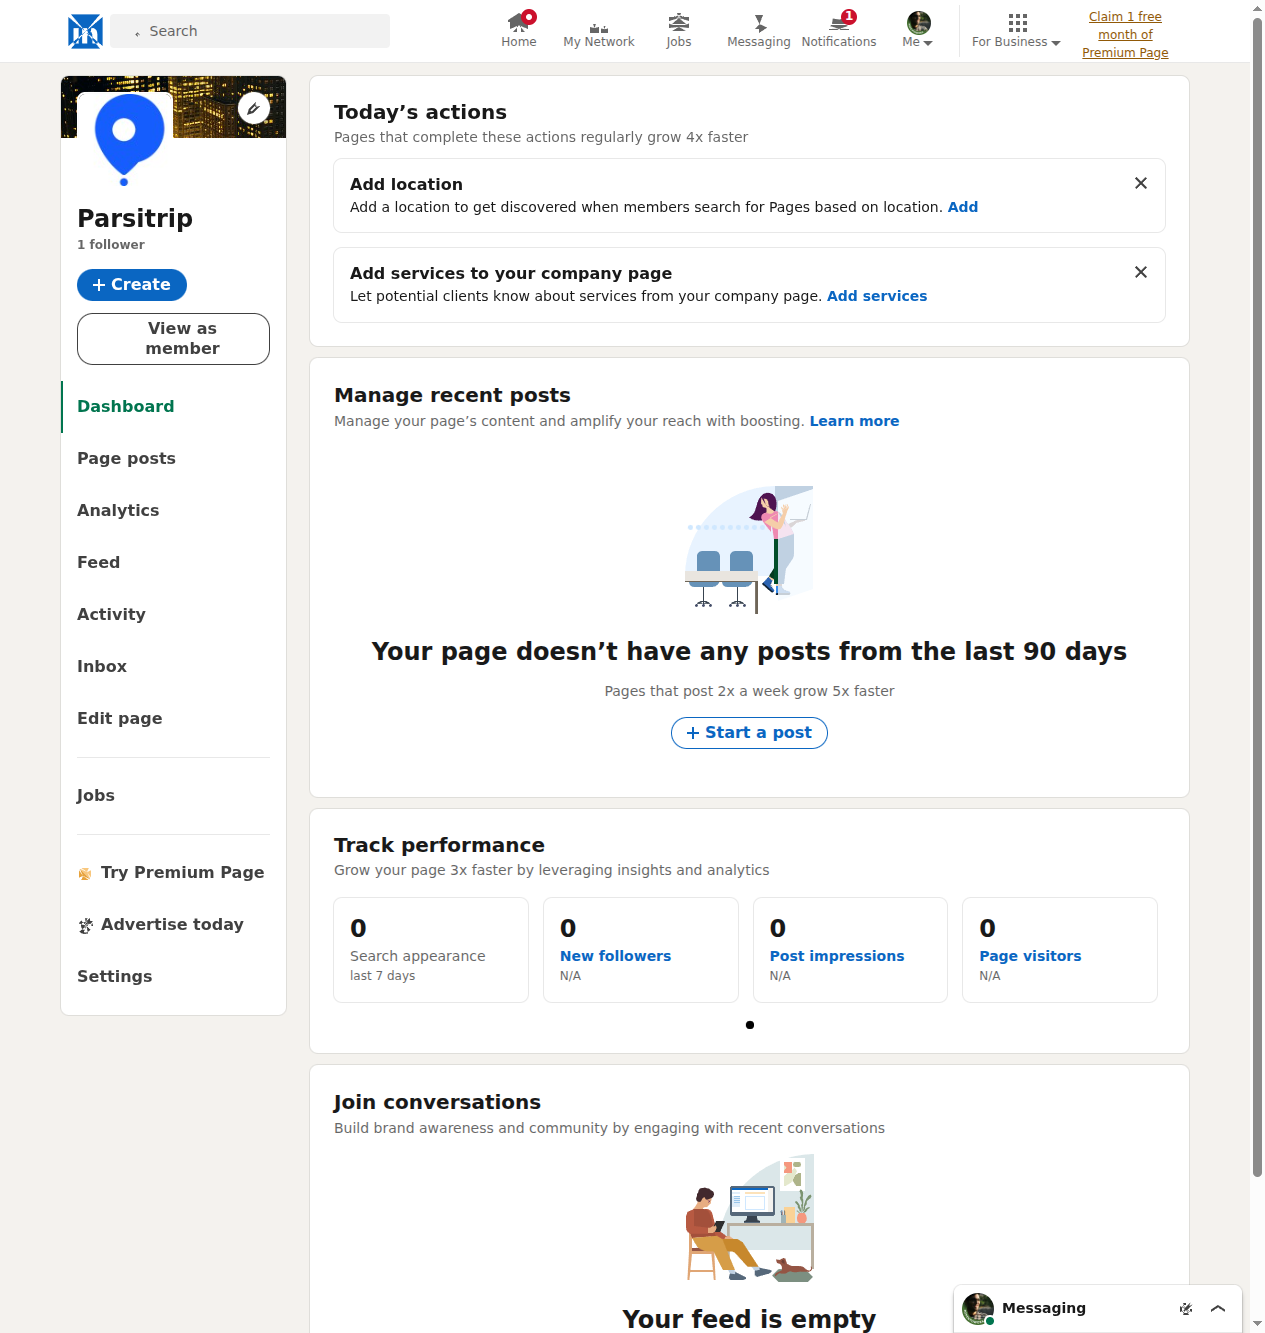 Search
Home
My Network
Jobs
Messaging
1
Notifications
Me
For Business
Claim 1 free
month of
Premium Page
Parsitrip
1 follower
Create
View as
member
Dashboard
Page posts
Analytics
Feed
Activity
Inbox
Edit page
Jobs
Try Premium Page
Advertise today
Settings
Today’s actions
Pages that complete these actions regularly grow 4x faster
Add location
Add a location to get discovered when members search for Pages based on location. Add
Add services to your company page
Let potential clients know about services from your company page. Add services
Manage recent posts
Manage your page’s content and amplify your reach with boosting. Learn more
Your page doesn’t have any posts from the last 90 days
Pages that post 2x a week grow 5x faster
Start a post
Track performance
Grow your page 3x faster by leveraging insights and analytics
0
Search appearance
last 7 days
0
New followers
N/A
0
Post impressions
N/A
0
Page visitors
N/A
Join conversations
Build brand awareness and community by engaging with recent conversations
Your feed is empty
Messaging